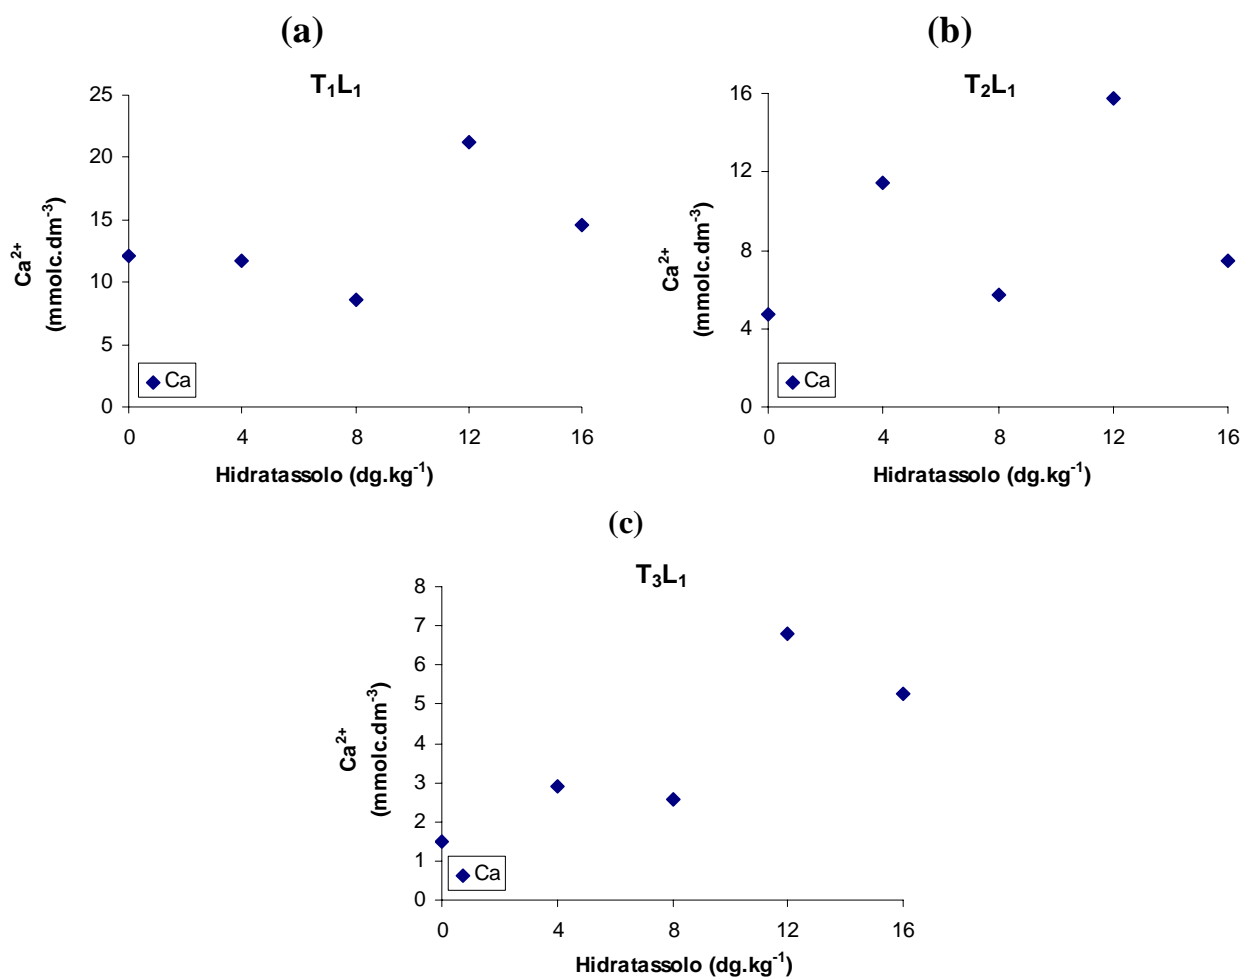 (a)
(b)
T₁L₁
25
20
15
10
5
0
Ca²⁺
(mmolc.dm⁻³)
Ca
0 4 8 12 16
Hidratassolo (dg.kg⁻¹)
T₂L₁
16
12
8
4
0
Ca²⁺
(mmolc.dm⁻³)
Ca
0 4 8 12 16
Hidratassolo (dg.kg⁻¹)
(c)
T₃L₁
8
7
6
5
4
3
2
1
0
Ca²⁺
(mmolc.dm⁻³)
Ca
0 4 8 12 16
Hidratassolo (dg.kg⁻¹)